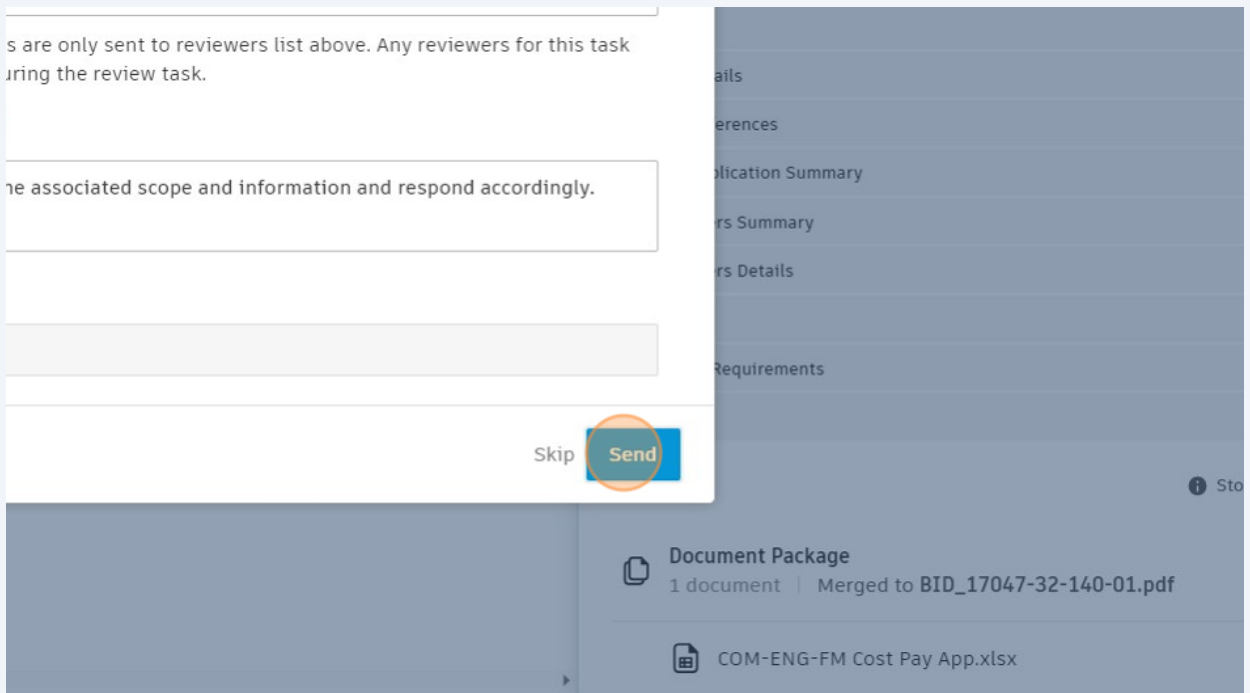 s are only sent to reviewers list above. Any reviewers for this task
uring the review task.
he associated scope and information and respond accordingly.
Skip
Send
ails
erences
plication Summary
rs Summary
rs Details
Requirements
Sto
Document Package
1 document | Merged to BID_17047-32-140-01.pdf
COM-ENG-FM Cost Pay App.xlsx